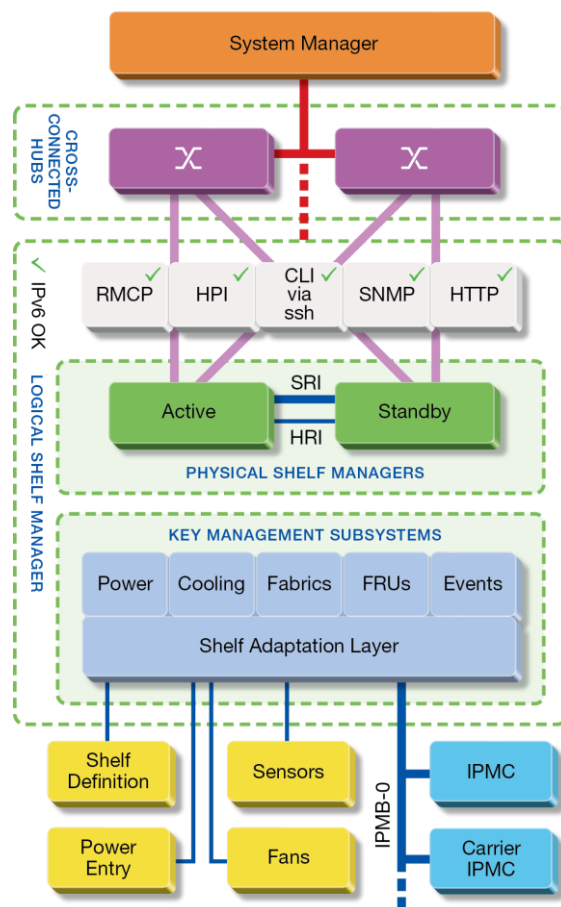 System Manager
CROSS-
CONNECTED
HUBS
✓ IPv6 OK
RMCP ✓
HPI ✓
CLI ✓
via
ssh
SNMP ✓
HTTP ✓
LOGICAL SHELF MANAGER
Active
SRI
HRI
Standby
PHYSICAL SHELF MANAGERS
KEY MANAGEMENT SUBSYSTEMS
Power
Cooling
Fabrics
FRUs
Events
Shelf Adaptation Layer
Shelf
Definition
Sensors
IPMB-0
IPMC
Power
Entry
Fans
Carrier
IPMC